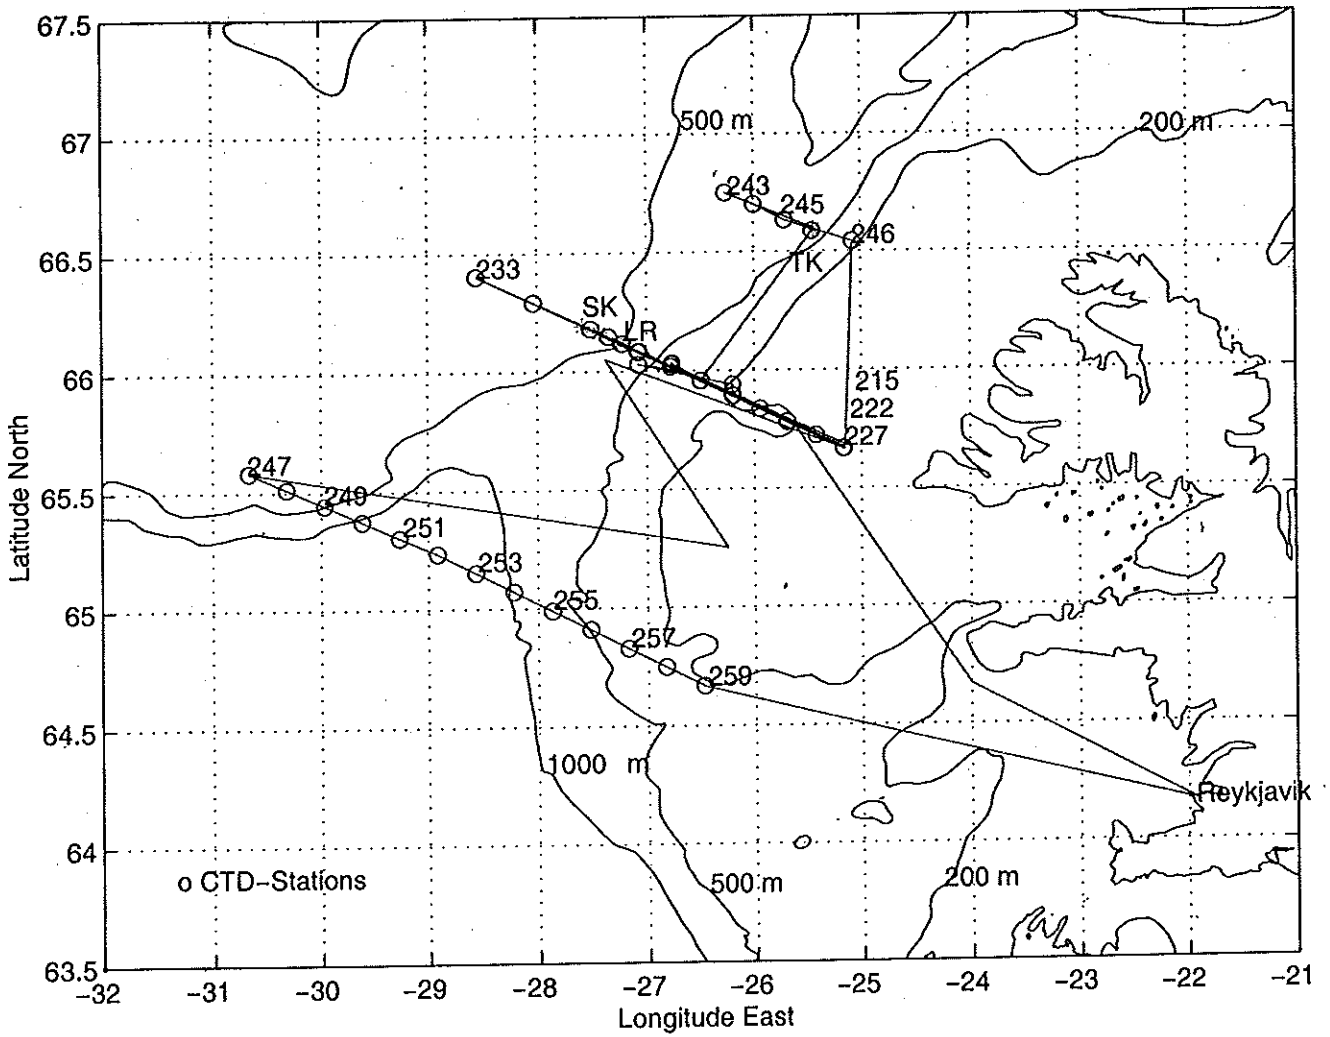 67.5
500 m
200 m
67
243
245
246
66.5
233
TK
SK
LR
66
215
222
227
247
65.5
249
251
253
255
65
257
259
64.5
1000 m
Reykjavik
64
o CTD-Stations
500 m
200 m
63.5
-32 -31 -30 -29 -28 -27 -26 -25 -24 -23 -22 -21
Longitude East
Latitude North